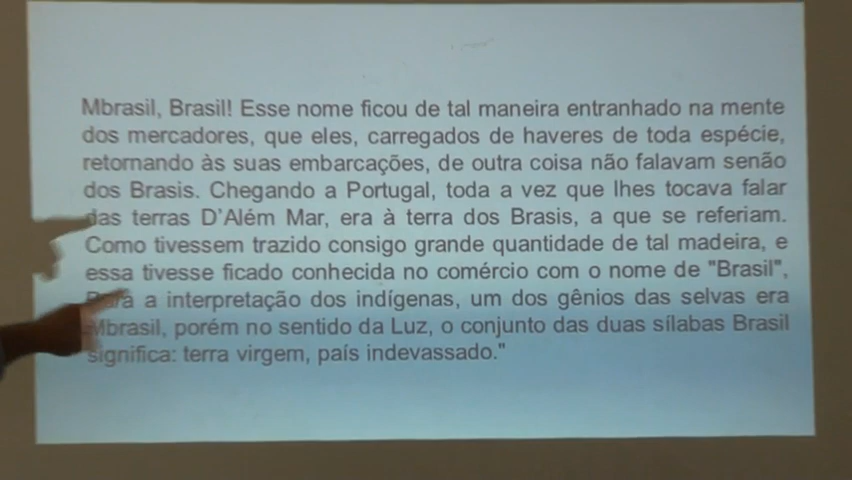 Mbrasil, Brasil! Esse nome ficou de tal maneira entranhado na mente
dos mercadores, que eles, carregados de haveres de toda espécie,
retornando às suas embarcações, de outra coisa não falavam senão
dos Brasis. Chegando a Portugal, toda a vez que lhes tocava falar
das terras D'Além Mar, era à terra dos Brasis, a que se referiam.
Como tivessem trazido consigo grande quantidade de tal madeira, e
essa tivesse ficado conhecida no comércio com o nome de "Brasil",
Para a interpretação dos indígenas, um dos gênios das selvas era
Mbrasil, porém no sentido da Luz, o conjunto das duas sílabas Brasil
significa: terra virgem, país indevassado."